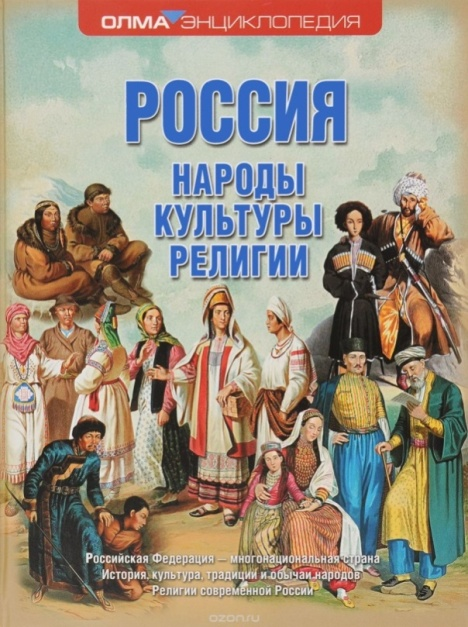 ОЛМА ЭНЦИКЛОПЕДИЯ
РОССИЯ
НАРОДЫ
КУЛЬТУРЫ
РЕЛИГИИ
Российская Федерация – многонациональная страна
История, культура, традиции и обычаи народов
Религии современной России
ozon.ru